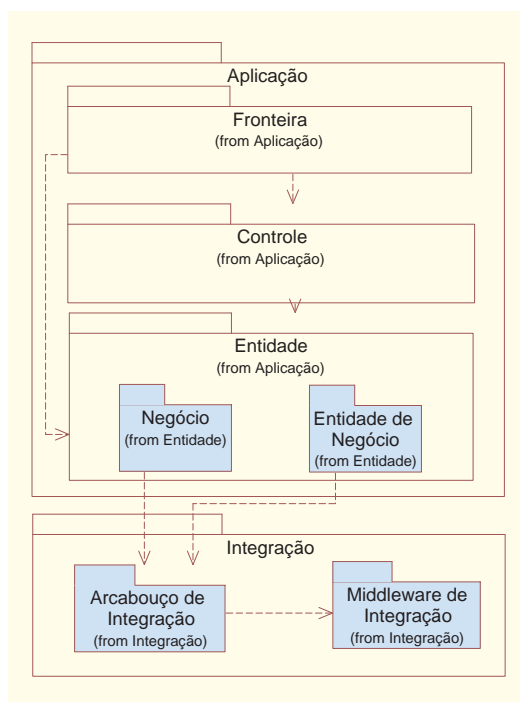 Aplicação
Fronteira
(from Aplicação)
Controle
(from Aplicação)
Entidade
(from Aplicação)
Negócio
(from Entidade)
Entidade de
Negócio
(from Entidade)
Integração
Arcabouço de
Integração
(from Integração)
Middleware de
Integração
(from Integração)